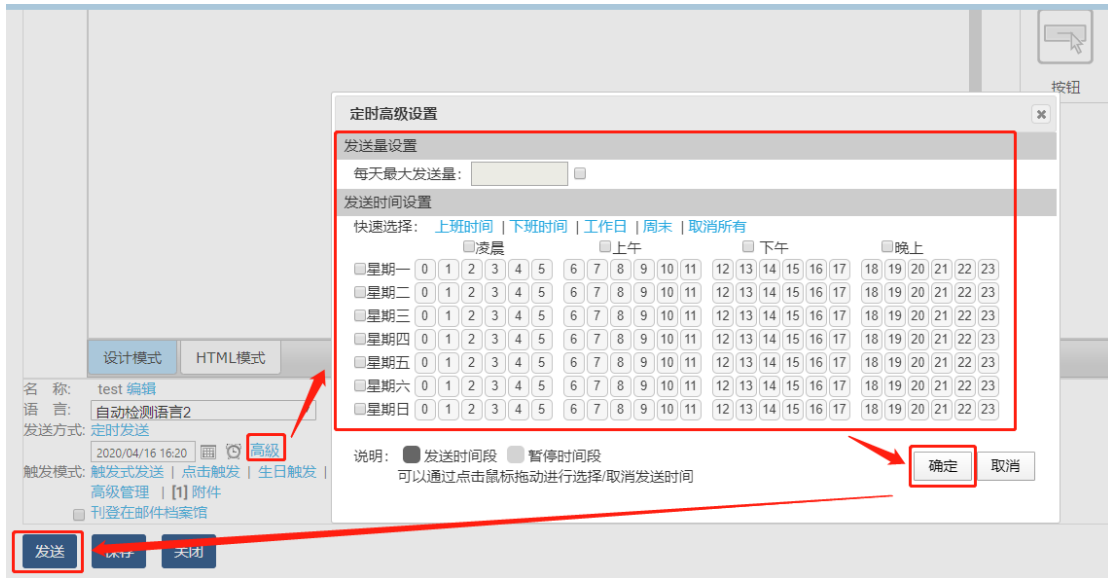 按钮
定时高级设置
发送量设置
每天最大发送量:
发送时间设置
快速选择: 上班时间 | 下班时间 | 工作日 | 周末 | 取消所有
凌晨 上午 下午 晚上
星期一 0 1 2 3 4 5 6 7 8 9 10 11 12 13 14 15 16 17 18 19 20 21 22 23
星期二 0 1 2 3 4 5 6 7 8 9 10 11 12 13 14 15 16 17 18 19 20 21 22 23
星期三 0 1 2 3 4 5 6 7 8 9 10 11 12 13 14 15 16 17 18 19 20 21 22 23
星期四 0 1 2 3 4 5 6 7 8 9 10 11 12 13 14 15 16 17 18 19 20 21 22 23
星期五 0 1 2 3 4 5 6 7 8 9 10 11 12 13 14 15 16 17 18 19 20 21 22 23
星期六 0 1 2 3 4 5 6 7 8 9 10 11 12 13 14 15 16 17 18 19 20 21 22 23
星期日 0 1 2 3 4 5 6 7 8 9 10 11 12 13 14 15 16 17 18 19 20 21 22 23
说明: 发送时间段 暂停时间段
可以通过点击鼠标拖动进行选择/取消发送时间
确定 取消
设计模式 HTML模式
名 称: test 编辑
语 言: 自动检测语言2
发送方式: 定时发送
2020/04/16 16:20 高級
触发模式: 触发式发送 | 点击触发 | 生日触发 |
高级管理 | [1] 附件
刊登在邮件档案馆
发送 保存 关闭